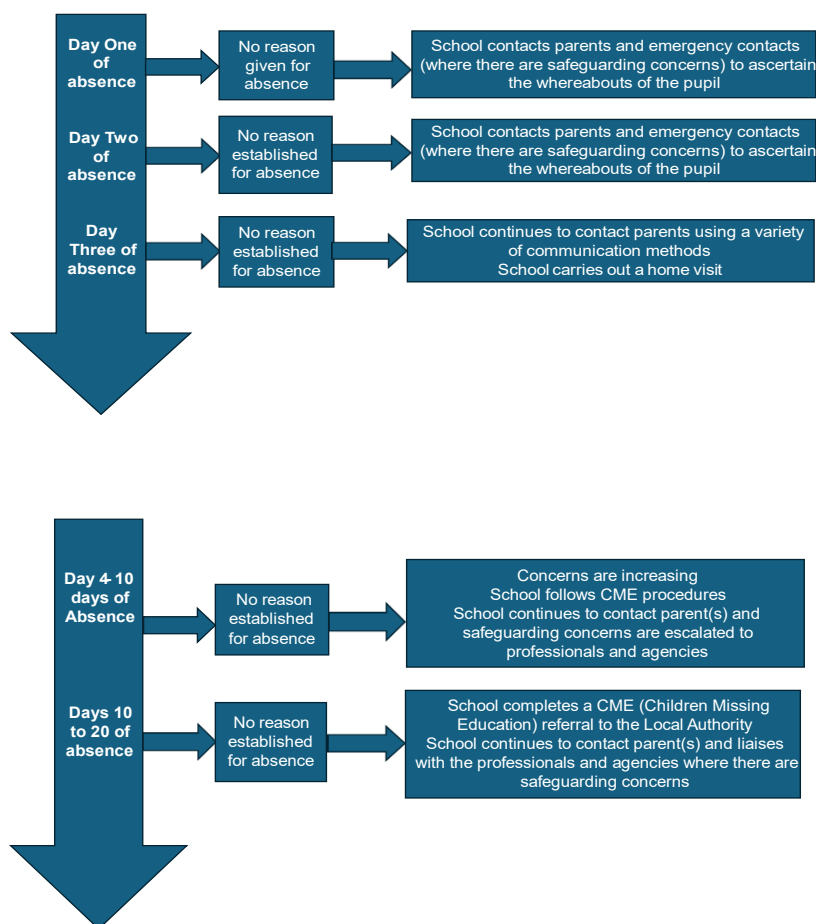 Day One
of
absence
No reason
given for
absence
School contacts parents and emergency contacts
(where there are safeguarding concerns) to ascertain
the whereabouts of the pupil
Day Two
of
absence
No reason
established
for absence
School contacts parents and emergency contacts
(where there are safeguarding concerns) to ascertain
the whereabouts of the pupil
Day
Three of
absence
No reason
established
for absence
School continues to contact parents using a variety
of communication methods
School carries out a home visit
Day 4-10
days of
Absence
No reason
established
for absence
Concerns are increasing
School follows CME procedures
School continues to contact parent(s) and
safeguarding concerns are escalated to
professionals and agencies
Days 10
to 20 of
absence
No reason
established
for absence
School completes a CME (Children Missing
Education) referral to the Local Authority
School continues to contact parent(s) and liaises
with the professionals and agencies where there are
safeguarding concerns